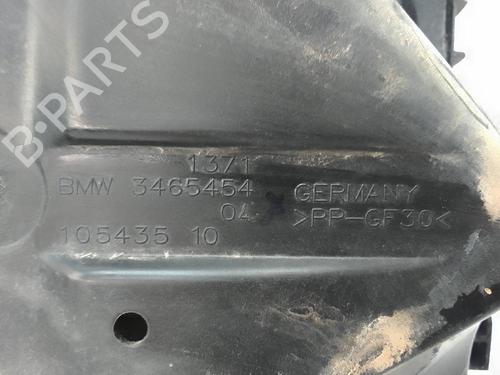 B-PARTS
1371
BMW 3465454
04
GERMANY
>PP-GF30<
105435 10